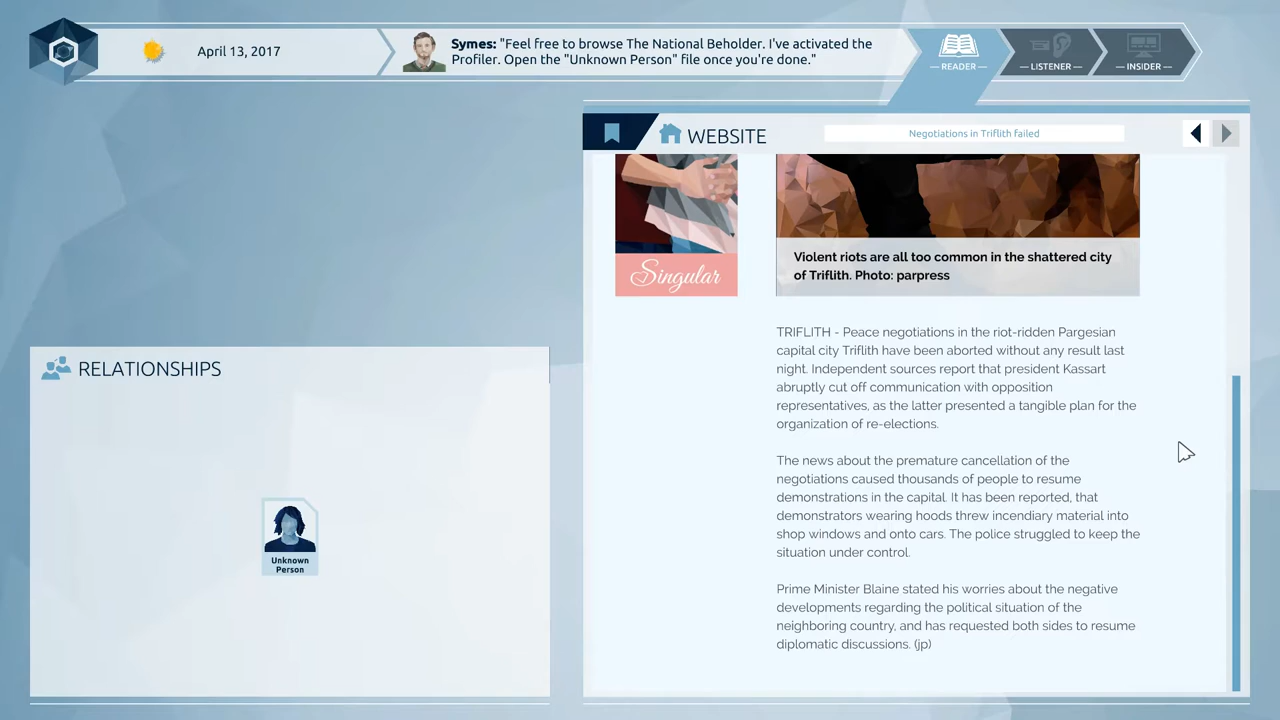 April 13, 2017
Symes: "Feel free to browse The National Beholder. I've activated the
Profiler. Open the "Unknown Person" file once you're done."
— READER —
— LISTENER —
— INSIDER —
WEBSITE
Negotiations in Triflith failed
Singular
Violent riots are all too common in the shattered city
of Triflith. Photo: parpress
TRIFLITH - Peace negotiations in the riot-ridden Pargesian
capital city Triflith have been aborted without any result last
night. Independent sources report that president Kassart
abruptly cut off communication with opposition
representatives, as the latter presented a tangible plan for the
organization of re-elections.
The news about the premature cancellation of the
negotiations caused thousands of people to resume
demonstrations in the capital. It has been reported, that
demonstrators wearing hoods threw incendiary material into
shop windows and onto cars. The police struggled to keep the
situation under control.
Prime Minister Blaine stated his worries about the negative
developments regarding the political situation of the
neighboring country, and has requested both sides to resume
diplomatic discussions. (jp)
RELATIONSHIPS
Unknown
Person